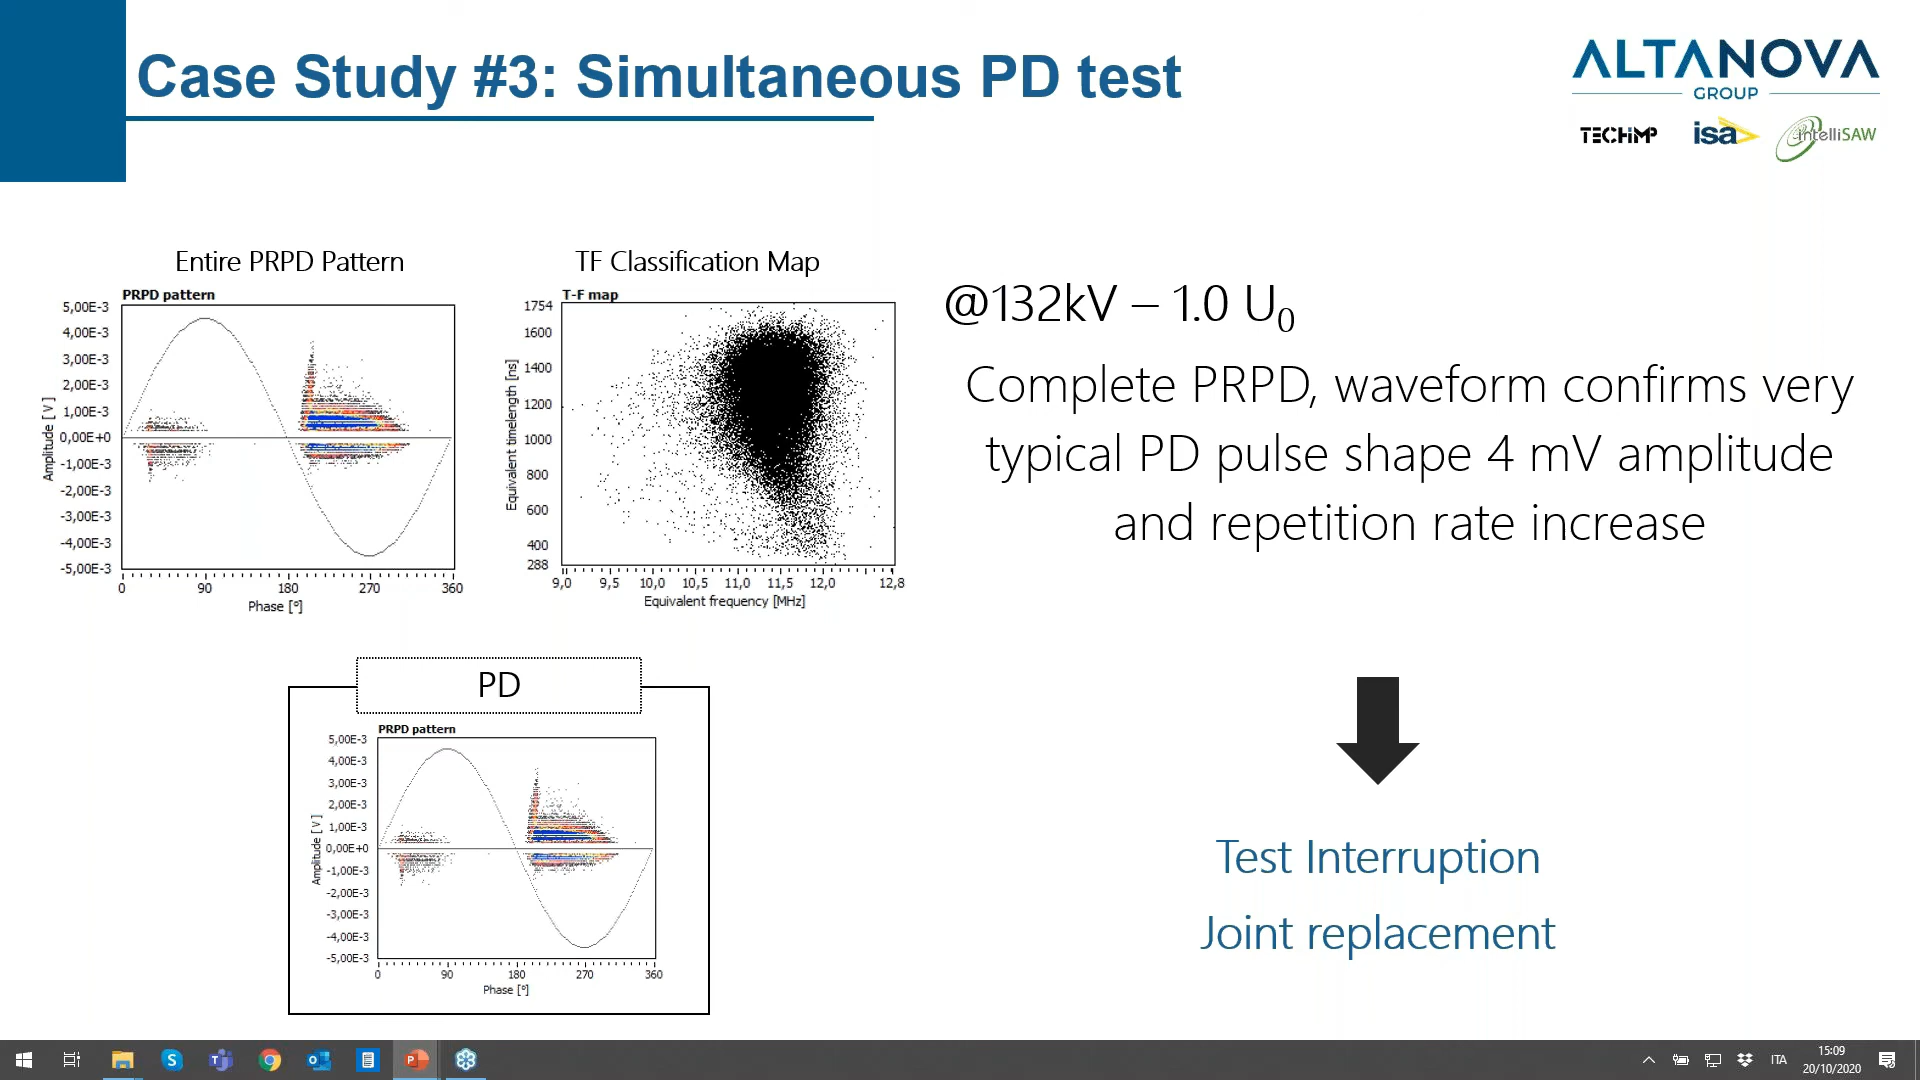 Case Study #3: Simultaneous PD test
ALTANOVA
GROUP
TECHIMP
isa
intelliSAW
Entire PRPD Pattern
PRPD pattern
5,00E-3
4,00E-3
3,00E-3
2,00E-3
1,00E-3
0,00E+0
-1,00E-3
-2,00E-3
-3,00E-3
-4,00E-3
-5,00E-3
Amplitude [ V ]
0 90 180 270 360
Phase [°]
TF Classification Map
T-F map
1754
1600
1400
1200
1000
800
600
400
288
Equivalent timelength [ns]
9,0 9,5 10,0 10,5 11,0 11,5 12,0 12,8
Equivalent frequency [MHz]
@132kV – 1.0 U0
Complete PRPD, waveform confirms very
typical PD pulse shape 4 mV amplitude
and repetition rate increase
PD
PRPD pattern
5,00E-3
4,00E-3
3,00E-3
2,00E-3
1,00E-3
0,00E+0
-1,00E-3
-2,00E-3
-3,00E-3
-4,00E-3
-5,00E-3
Amplitude [ V ]
0 90 180 270 360
Phase [°]
Test Interruption
Joint replacement
ITA
15:09
20/10/2020